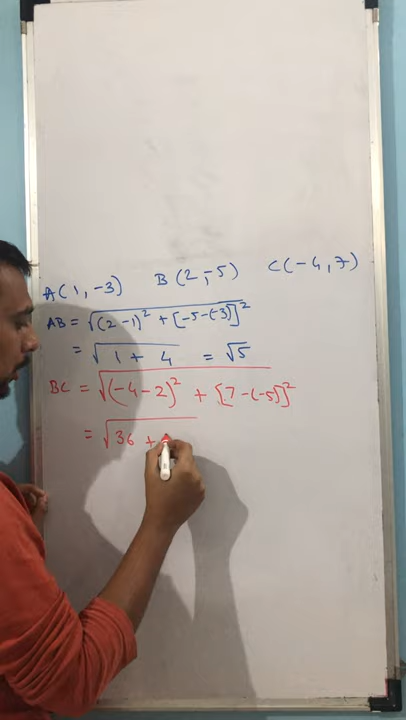 A(1,-3) B(2,-5) C(-4,7)
AB = √(2-1)² + [-5-(-3)]²
= √1+4 = √5
BC = √(-4-2)² + [7-(-5)]²
= √36 +